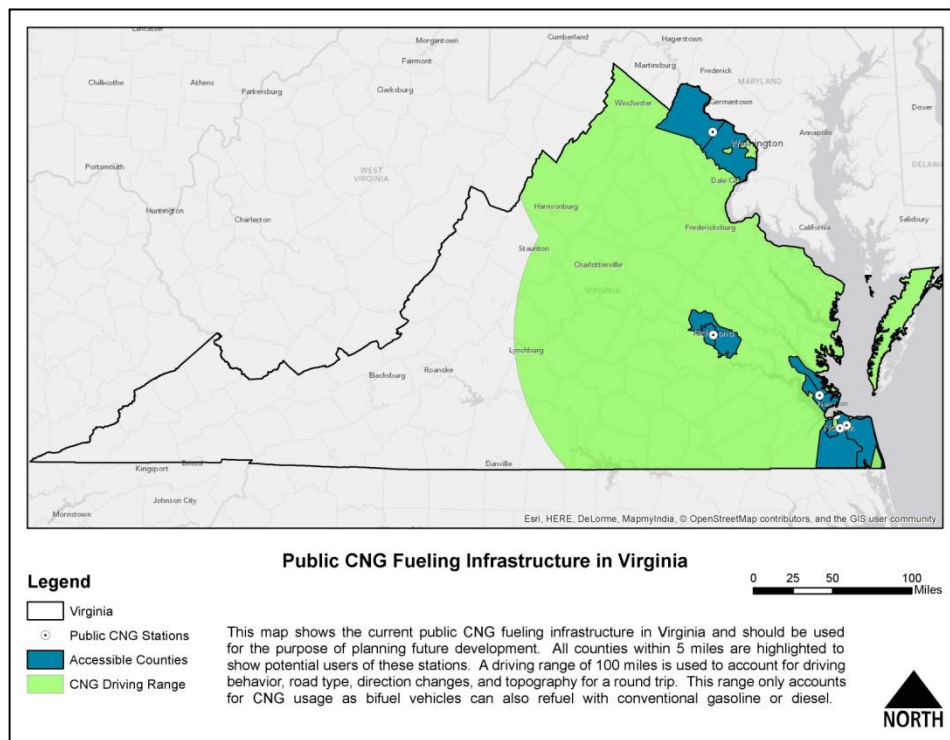 Lancaster
Cumberland
Hagerstown
Morgantown
Martinsburg
Frederick
Fairmont
MARYLAND
Chillicothe
Athens
Parkersburg
Clarksburg
Winchester
Germantown
Dover
Annapolis
Washington
DELAWA
Portsmouth
WEST
VIRGINIA
Dale City
Huntington
Harrisonburg
Salisbury
Charleston
Fredericksburg
California
Staunton
Charlottesville
VIRGINIA
Lynchburg
Roanoke
Blacksburg
Danville
Kingsport
Bristol
Johnson City
Morristown
Esri, HERE, DeLorme, MapmyIndia, © OpenStreetMap contributors, and the GIS user community
Public CNG Fueling Infrastructure in Virginia
Legend
0 25 50 100
Miles
Virginia
Public CNG Stations
Accessible Counties
CNG Driving Range
This map shows the current public CNG fueling infrastructure in Virginia and should be used
for the purpose of planning future development. All counties within 5 miles are highlighted to
show potential users of these stations. A driving range of 100 miles is used to account for driving
behavior, road type, direction changes, and topography for a round trip. This range only accounts
for CNG usage as bifuel vehicles can also refuel with conventional gasoline or diesel.
NORTH